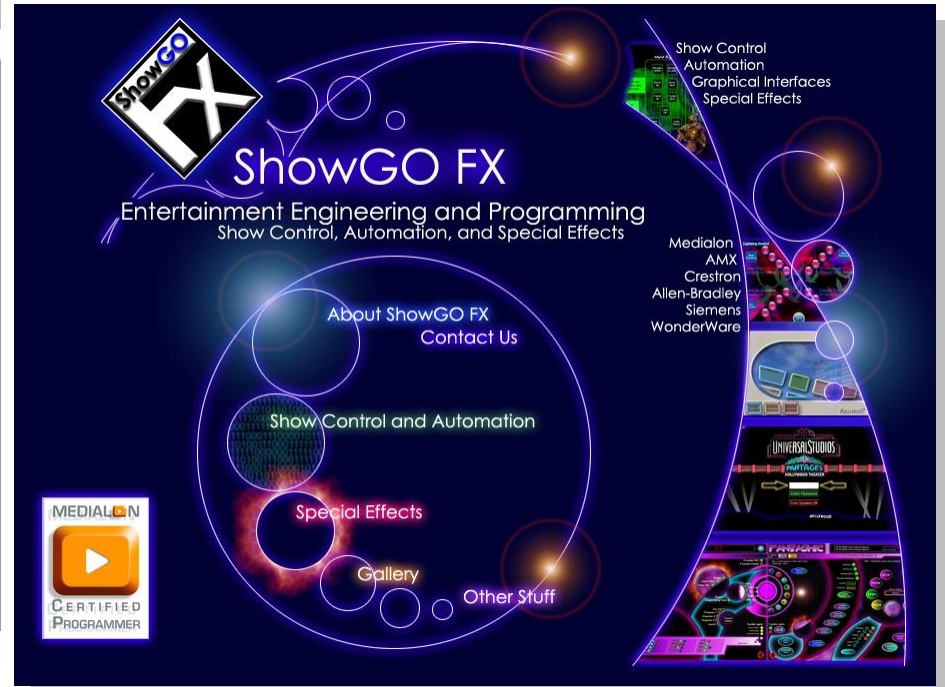 ShowGO
FX
ShowGO FX
Entertainment Engineering and Programming
Show Control, Automation, and Special Effects
Show Control
Automation
Graphical Interfaces
Special Effects
Medialon
AMX
Crestron
Allen-Bradley
Siemens
WonderWare
About ShowGO FX
Contact Us
Show Control and Automation
Special Effects
Gallery
Other Stuff
MEDIALON
CERTIFIED
PROGRAMMER
UNIVERSAL STUDIOS
PANTAGES
HOLLYWOOD THEATER